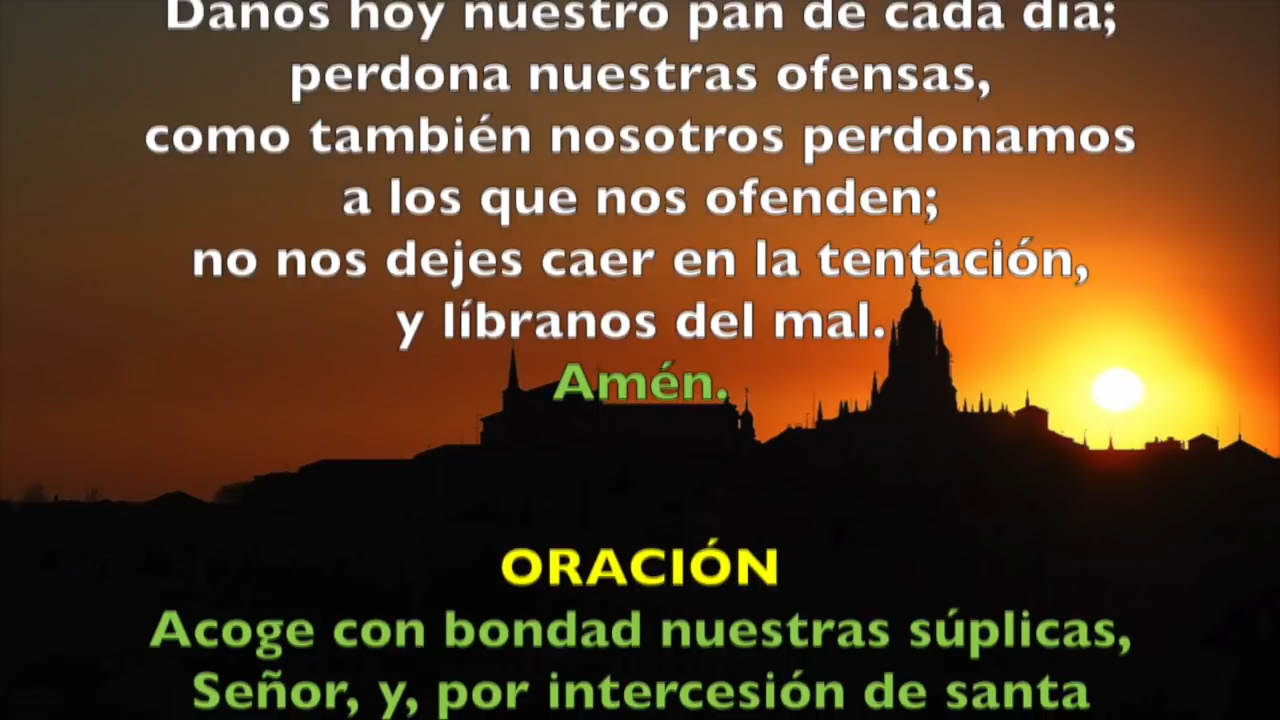 Danos hoy nuestro pan de cada día;
perdona nuestras ofensas,
como también nosotros perdonamos
a los que nos ofenden;
no nos dejes caer en la tentación,
y líbranos del mal.
Amén.
ORACIÓN
Acoge con bondad nuestras súplicas,
Señor, y, por intercesión de santa